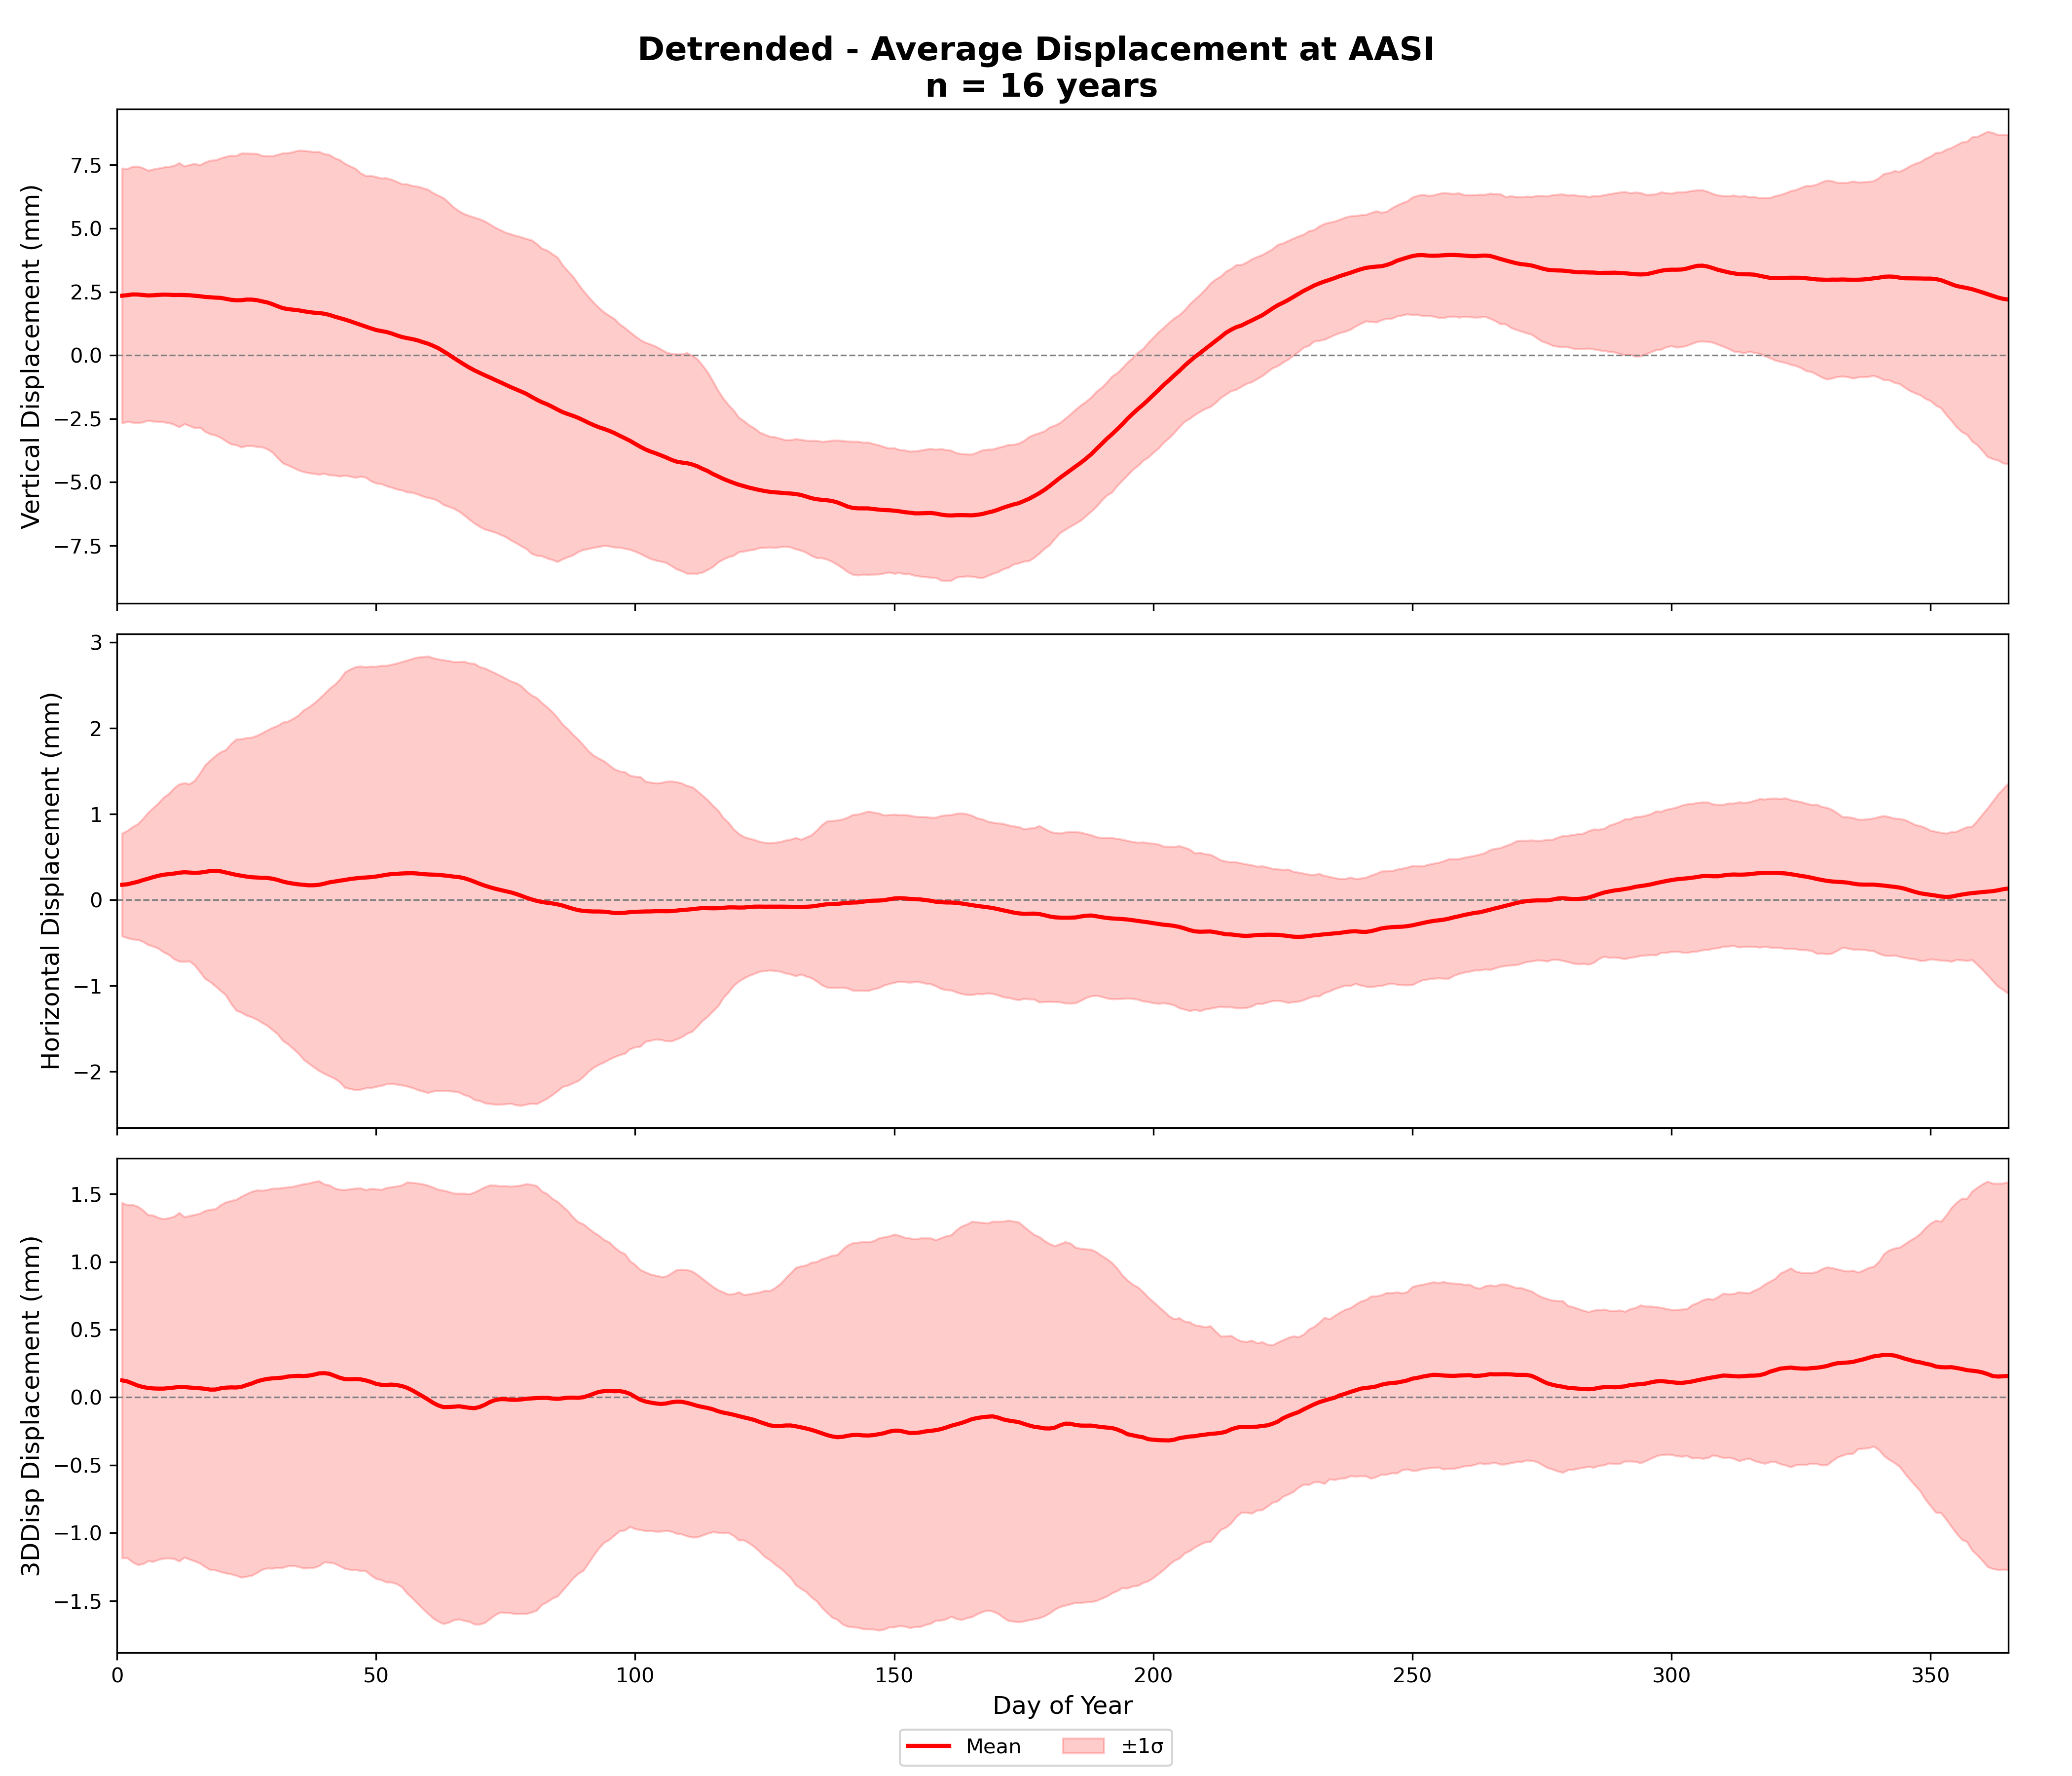 Detrended - Average Displacement at AASI
n = 16 years
Vertical Displacement (mm)
7.5
5.0
2.5
0.0
−2.5
−5.0
−7.5
Horizontal Displacement (mm)
3
2
1
0
−1
−2
3DDisp Displacement (mm)
1.5
1.0
0.5
0.0
−0.5
−1.0
−1.5
0 50 100 150 200 250 300 350
Day of Year
Mean ±1σ